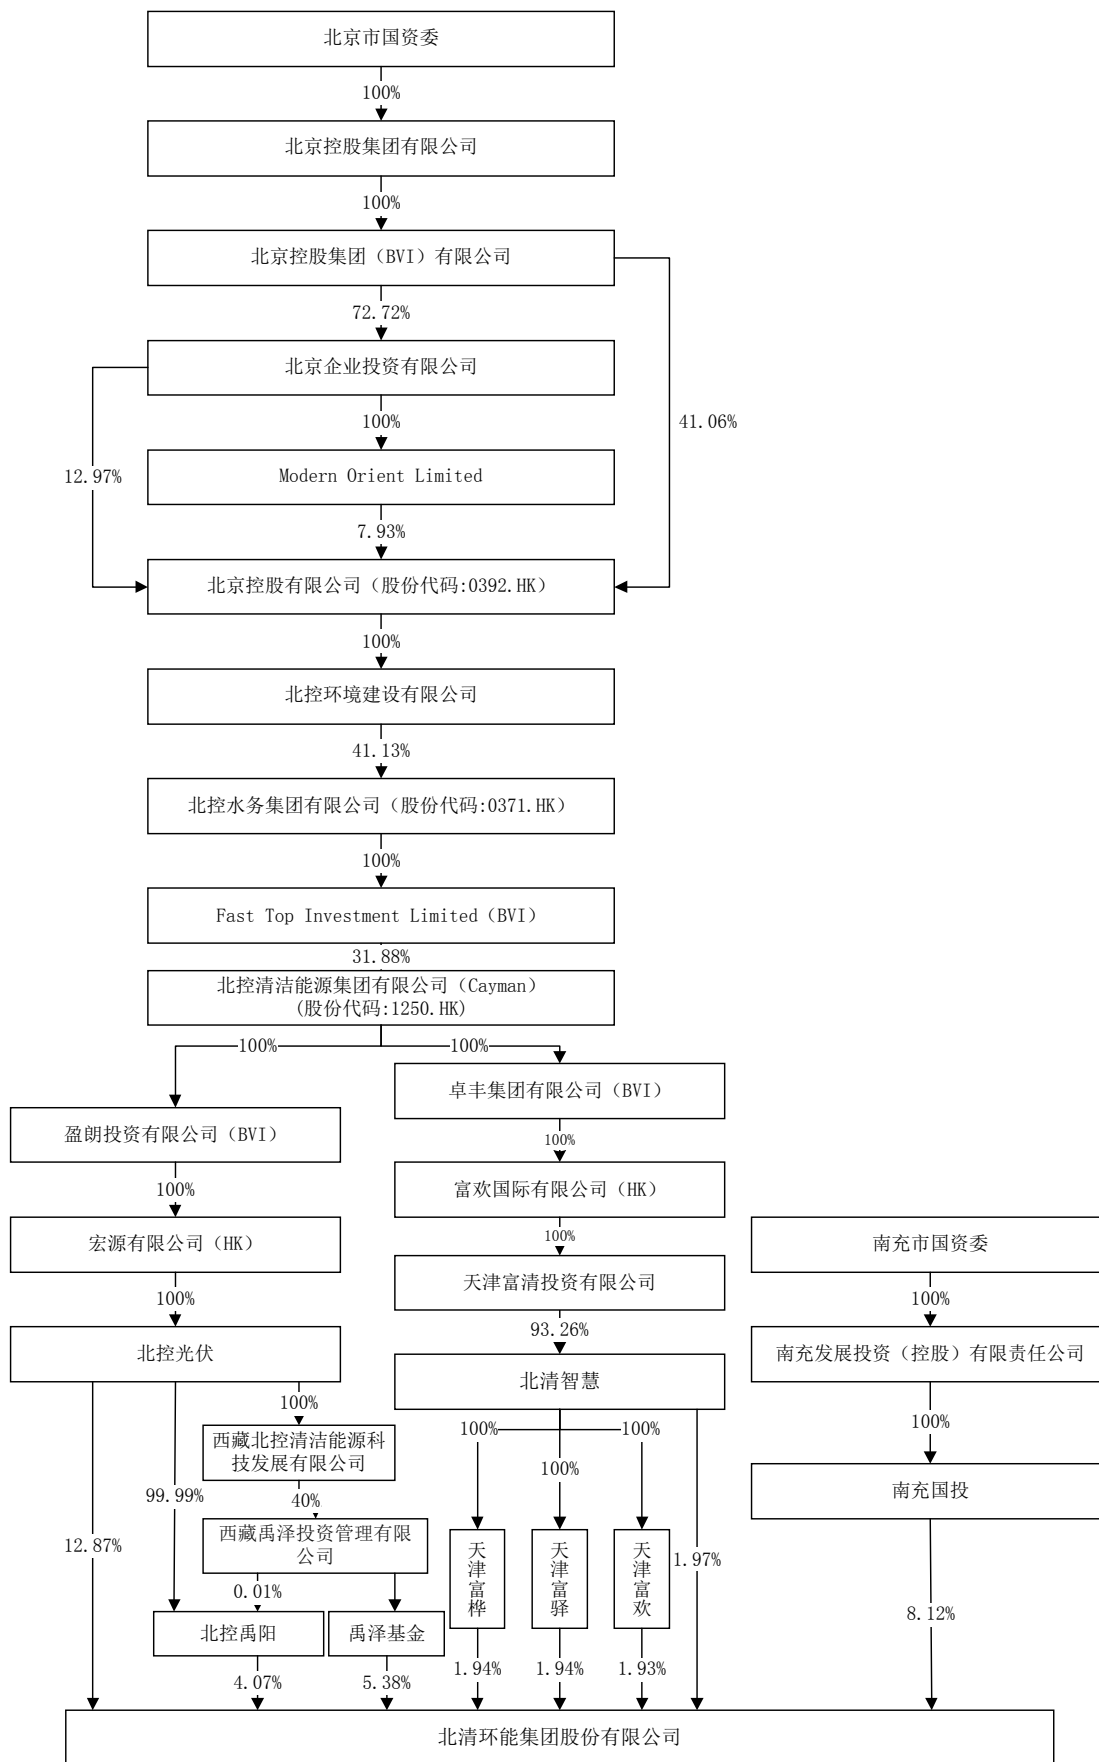 北京市国资委
100%
北京控股集团有限公司
100%
北京控股集团（BVI）有限公司
72.72%
北京企业投资有限公司
100%
41.06%
12.97%
Modern Orient Limited
7.93%
北京控股有限公司（股份代码:0392.HK）
100%
北控环境建设有限公司
41.13%
北控水务集团有限公司（股份代码:0371.HK）
100%
Fast Top Investment Limited（BVI）
31.88%
北控清洁能源集团有限公司（Cayman）
(股份代码:1250.HK)
100%
100%
卓丰集团有限公司（BVI）
盈朗投资有限公司（BVI）
100%
富欢国际有限公司（HK）
100%
宏源有限公司（HK）
100%
南充市国资委
天津富清投资有限公司
100%
100%
93.26%
北控光伏
南充发展投资（控股）有限责任公司
北清智慧
100%
100%
100%
100%
西藏北控清洁能源科
技发展有限公司
100%
99.99%
40%
南充国投
12.87%
西藏禹泽投资管理有限
公司
天津富桦
天津富驿
天津富欢
1.97%
0.01%
8.12%
北控禹阳
禹泽基金
4.07%
5.38%
1.94%
1.94%
1.93%
北清环能集团股份有限公司